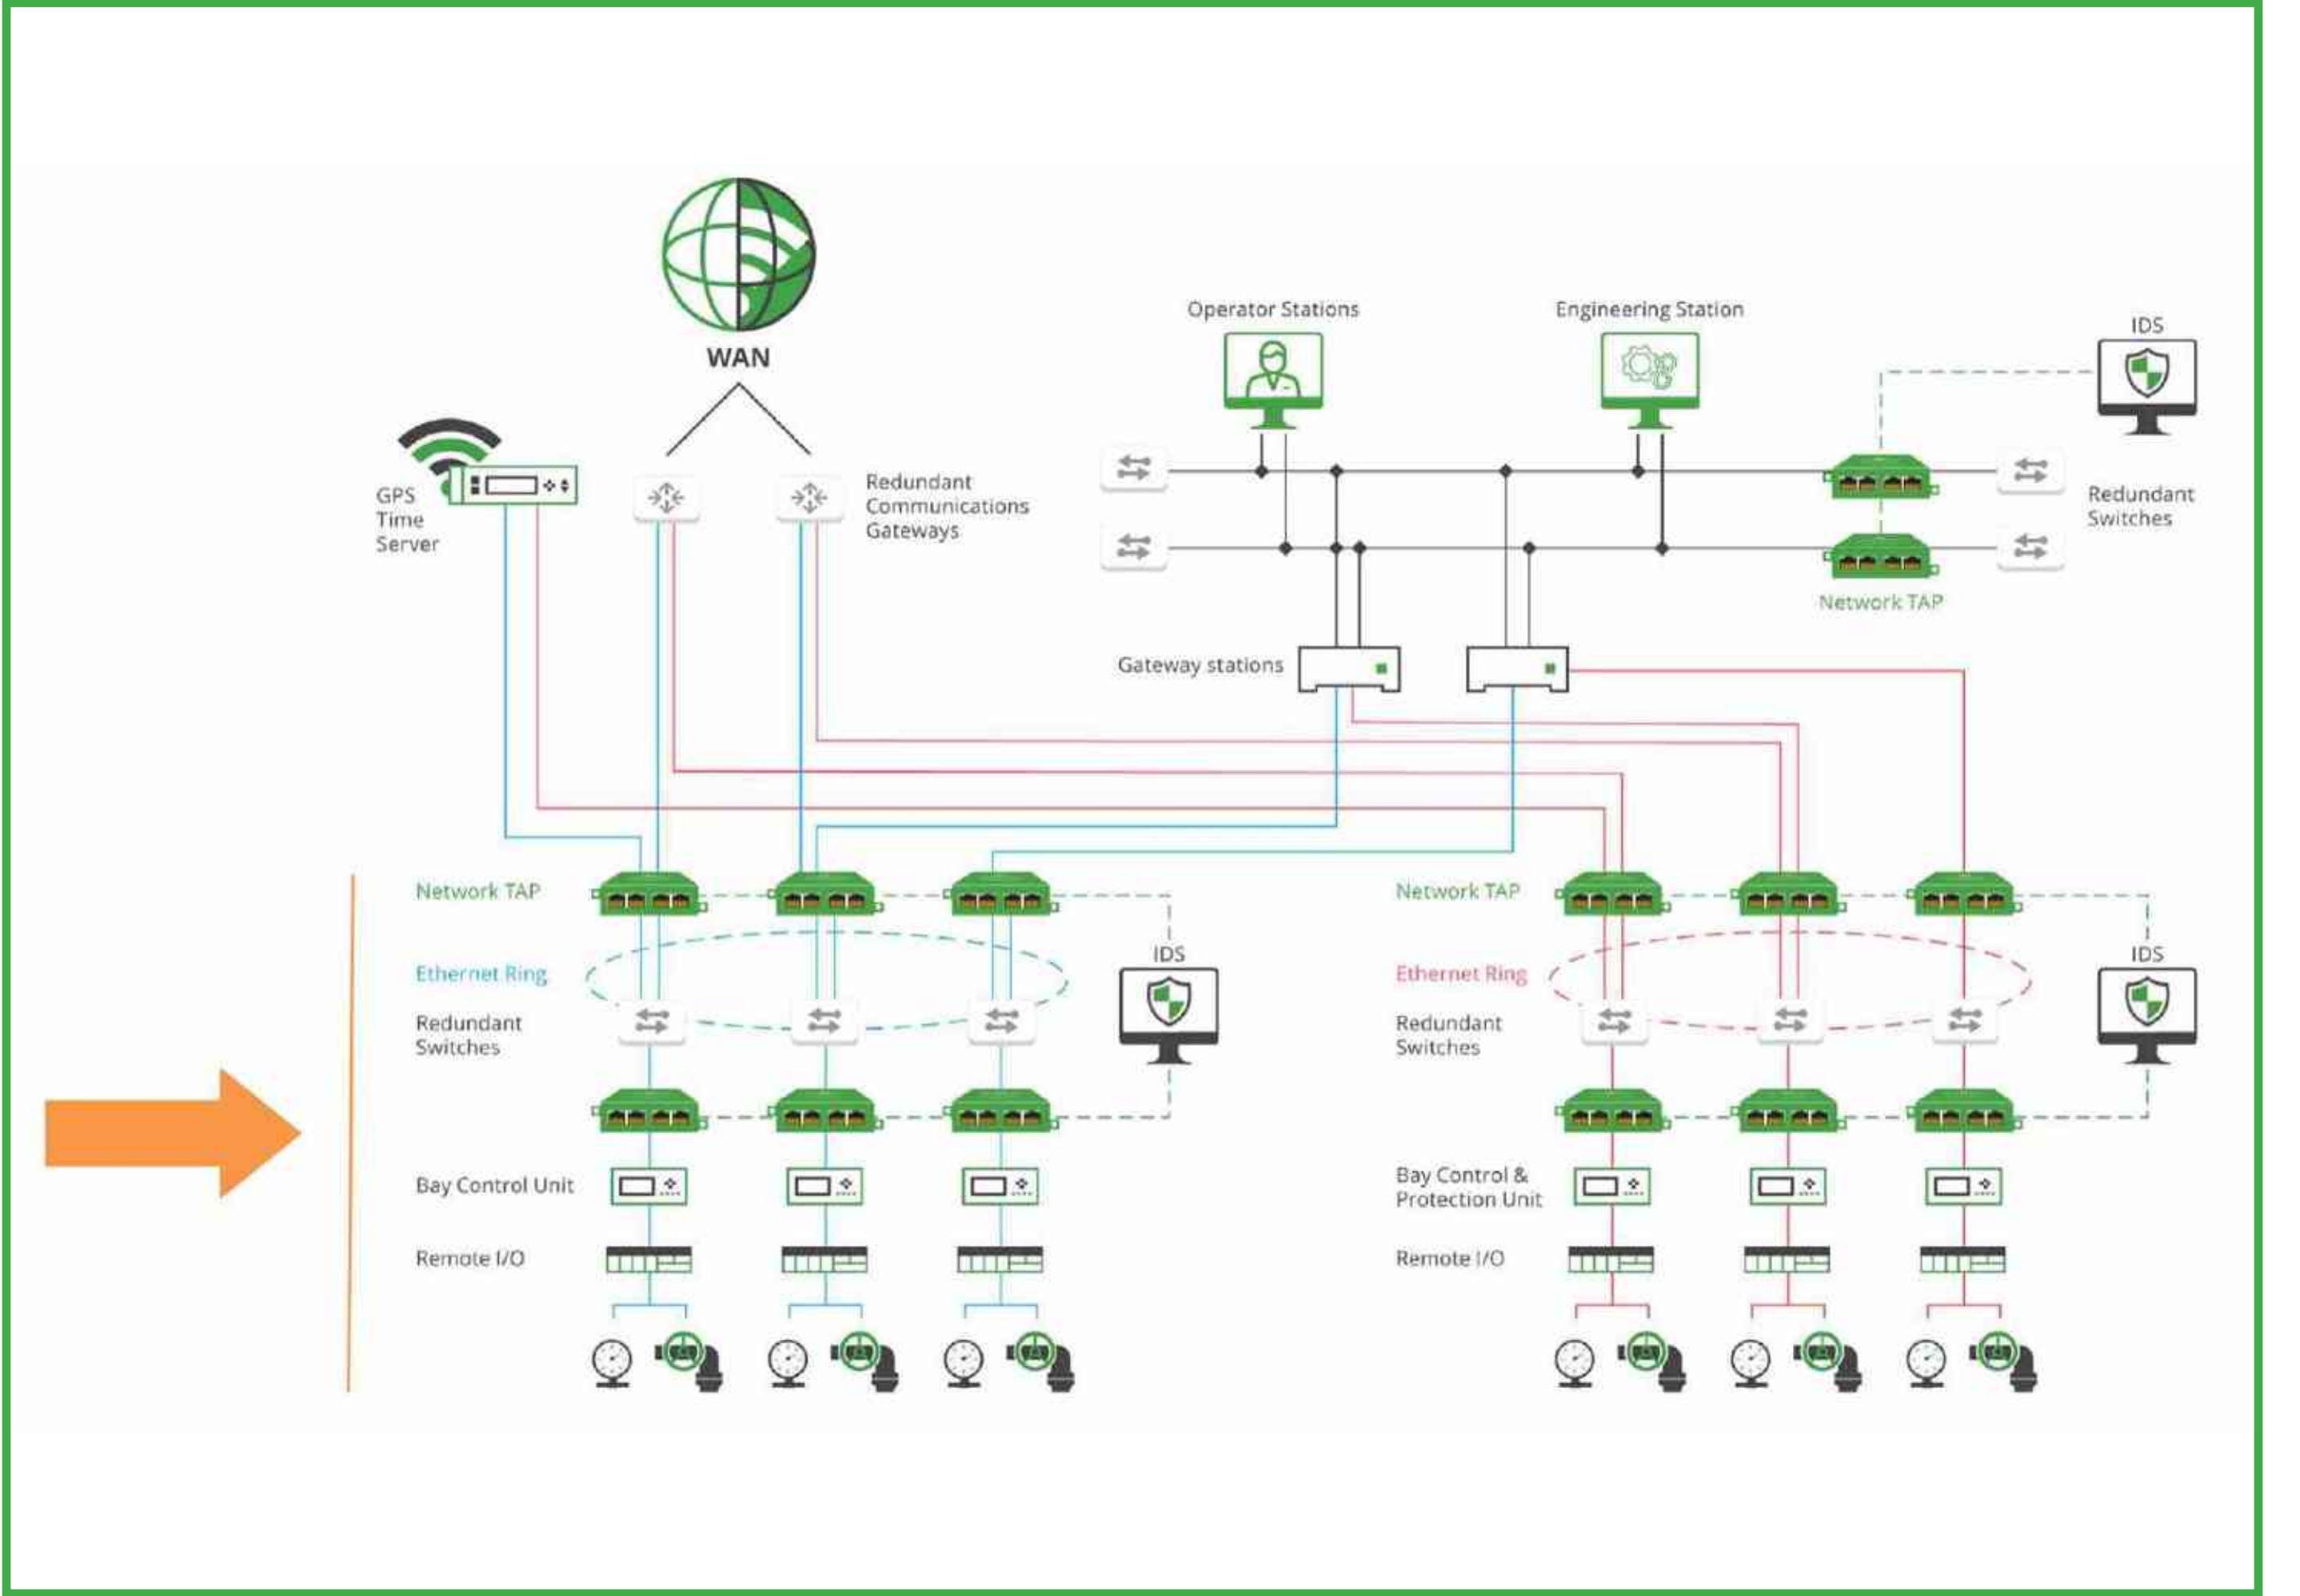 WAN
Operator Stations
Engineering Station
IDS
GPS
Time
Server
Redundant
Communications
Gateways
Redundant
Switches
Network TAP
Gateway stations
Network TAP
Ethernet Ring
Redundant
Switches
IDS
Bay Control Unit
Remote I/O
Network TAP
Ethernet Ring
Redundant
Switches
IDS
Bay Control &
Protection Unit
Remote I/O